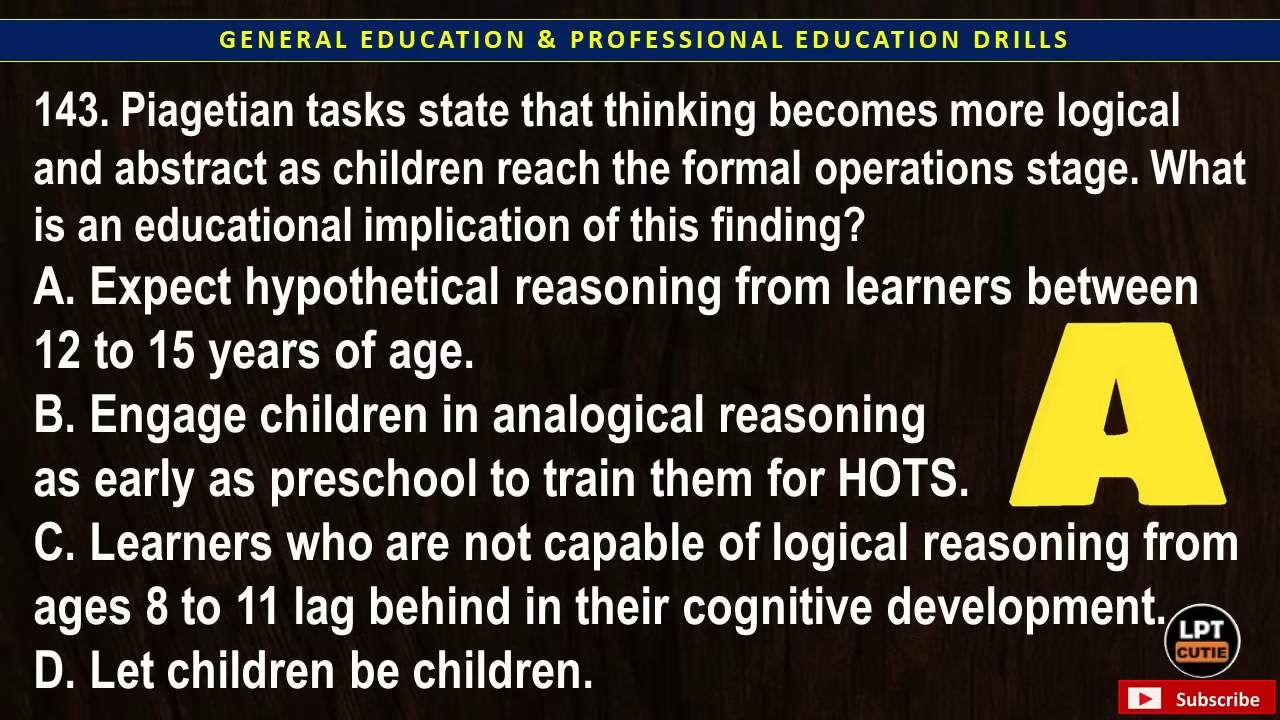 GENERAL EDUCATION & PROFESSIONAL EDUCATION DRILLS
143. Piagetian tasks state that thinking becomes more logical
and abstract as children reach the formal operations stage. What
is an educational implication of this finding?
A. Expect hypothetical reasoning from learners between
12 to 15 years of age.
B. Engage children in analogical reasoning
as early as preschool to train them for HOTS.
A
C. Learners who are not capable of logical reasoning from
ages 8 to 11 lag behind in their cognitive development.
D. Let children be children.
LPT
CUTIE
Subscribe